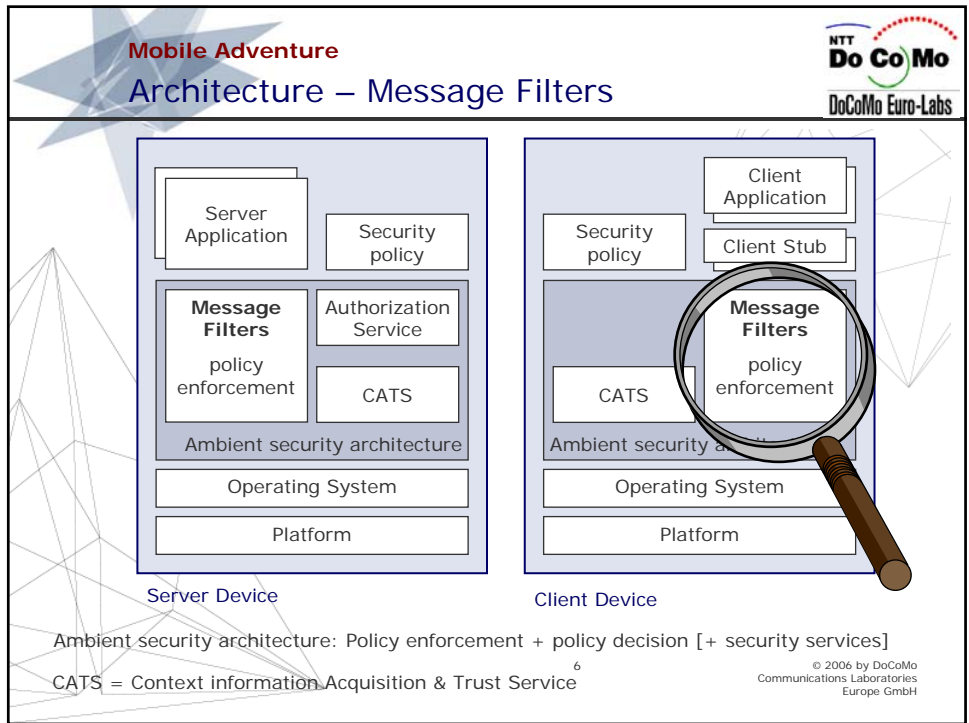 Mobile Adventure
Architecture – Message Filters
NTT
Do Co Mo
DoCoMo Euro-Labs
Server
Application
Security
policy
Message
Filters
policy
enforcement
Authorization
Service
CATS
Ambient security architecture
Operating System
Platform
Server Device
Client
Application
Security
policy
Client Stub
Message
Filters
policy
enforcement
CATS
Ambient security
Operating System
Platform
Client Device
Ambient security architecture: Policy enforcement + policy decision [+ security services]
CATS = Context information Acquisition & Trust Service
6
© 2006 by DoCoMo
Communications Laboratories
Europe GmbH